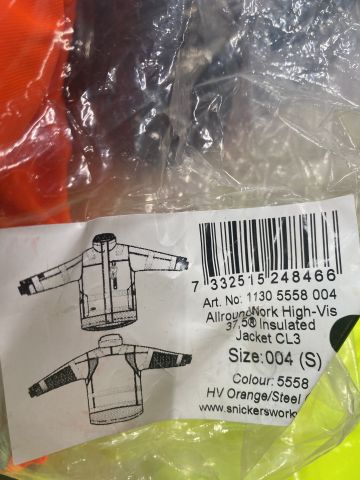 7 332515 248466
Art. No: 1130 5558 004
AllroundWork High-Vis
37,5® Insulated
Jacket CL3
Size:004 (S)
Colour: 5558
HV Orange/Steel
www.snickerswork